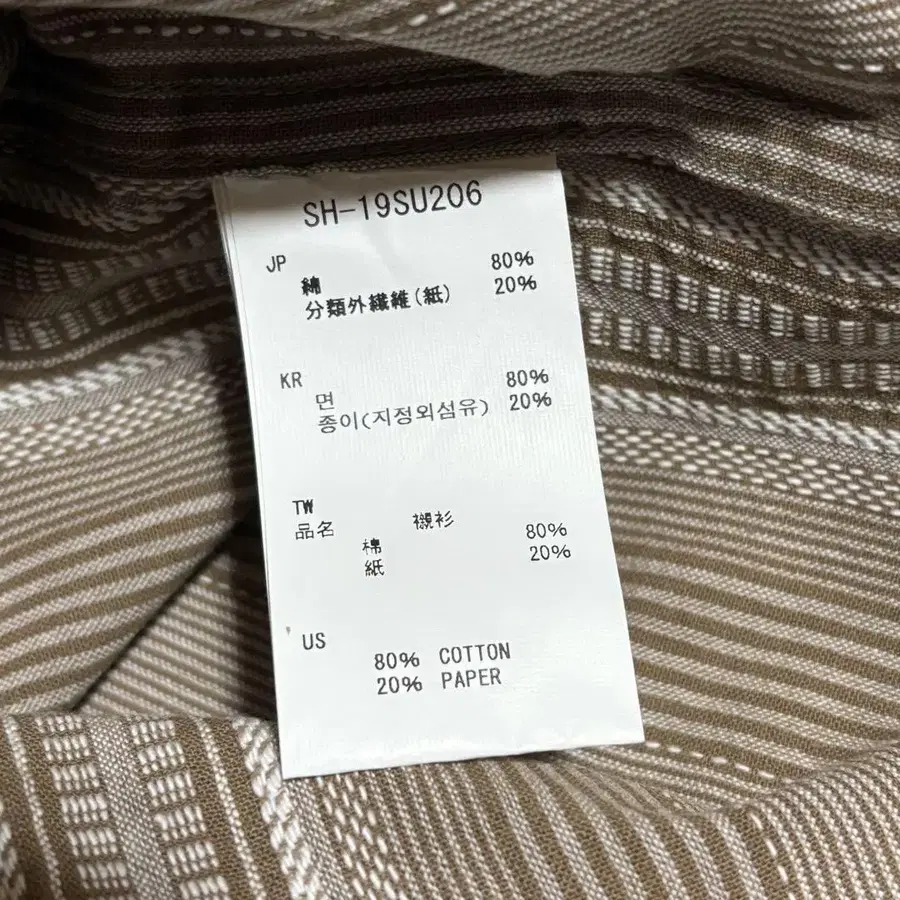 SH-19SU206
JP
綿 80%
分類外繊維(紙) 20%
KR
면 80%
종이(지정외섬유) 20%
TW
品名 襯衫
棉 80%
紙 20%
US
80% COTTON
20% PAPER